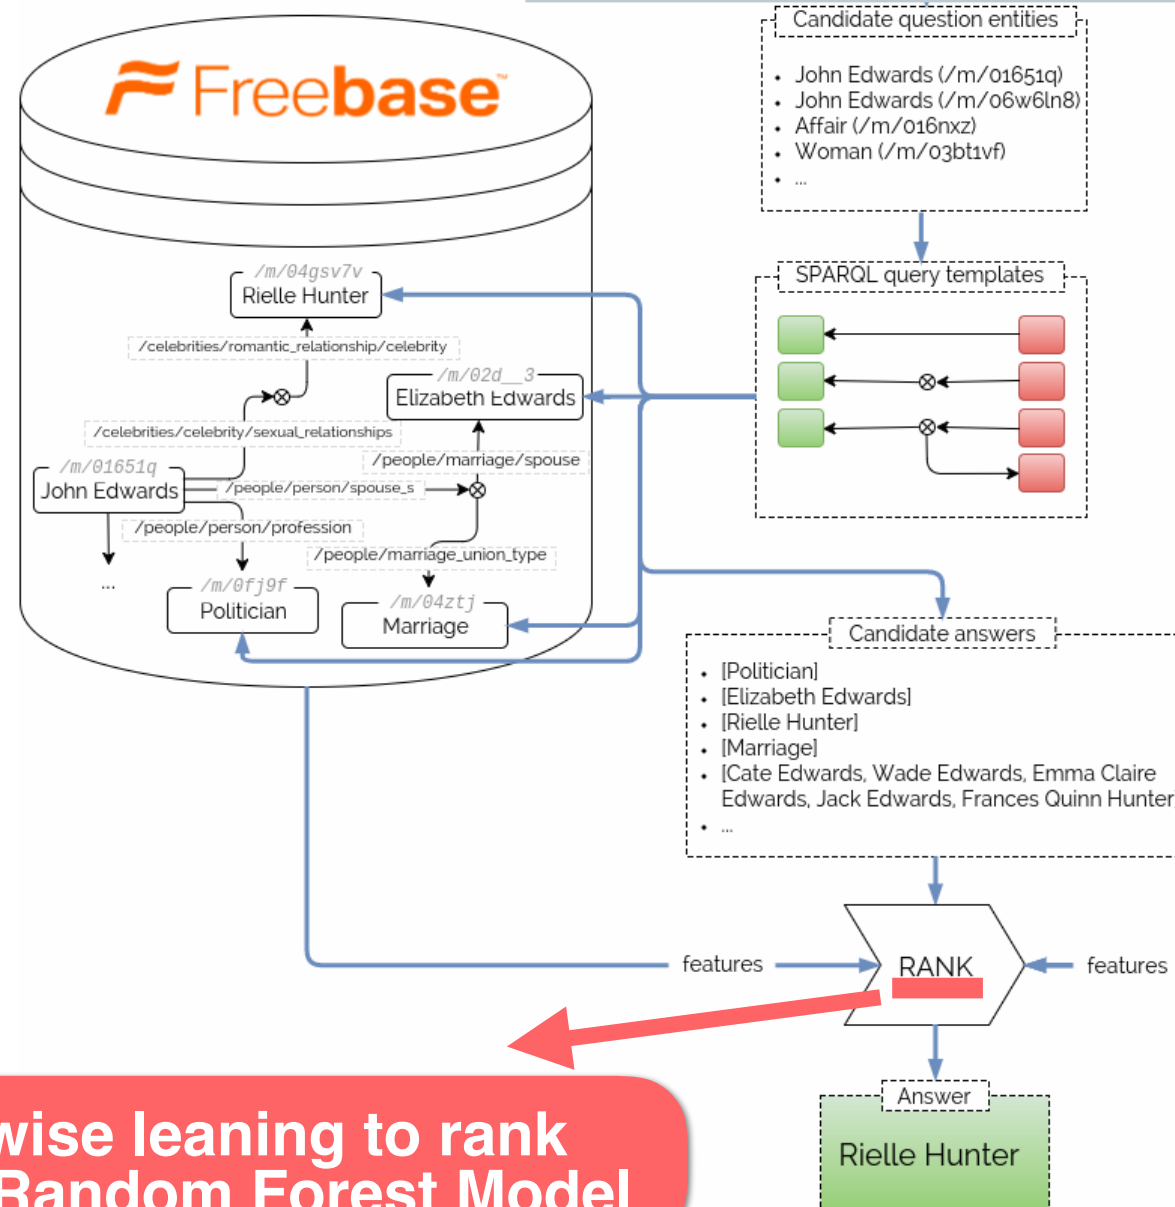 Candidate question entities
• John Edwards (/m/01651q)
• John Edwards (/m/06w6ln8)
• Affair (/m/016nxz)
• Woman (/m/03bt1vf)
• ...
Freebase™
SPARQL query templates
/m/04gsv7v
Rielle Hunter
/celebrities/romantic_relationship/celebrity
/m/02d__3
Elizabeth Edwards
/celebrities/celebrity/sexual_relationships
/people/marriage/spouse
/m/01651q
John Edwards
/people/person/spouse_s
/people/person/profession
/people/marriage_union_type
...
/m/0fj9f
Politician
/m/04ztj
Marriage
Candidate answers
• [Politician]
• [Elizabeth Edwards]
• [Rielle Hunter]
• [Marriage]
• [Cate Edwards, Wade Edwards, Emma Claire
Edwards, Jack Edwards, Frances Quinn Hunter
• ...
features
RANK
features
Answer
Rielle Hunter
wise leaning to rank
Random Forest Model